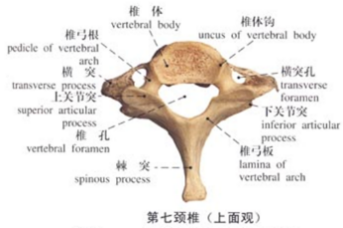 椎 体
vertebral body
椎弓根
pedicle of vertebral
arch
横 突
transverse process
上关节突
superior articular
process
椎 孔
vertebral foramen
棘 突
spinous process
椎体钩
uncus of vertebral body
横突孔
transverse
foramen
下关节突
inferior articular
process
椎弓板
lamina of
vertebral arch
第七颈椎（上面观）